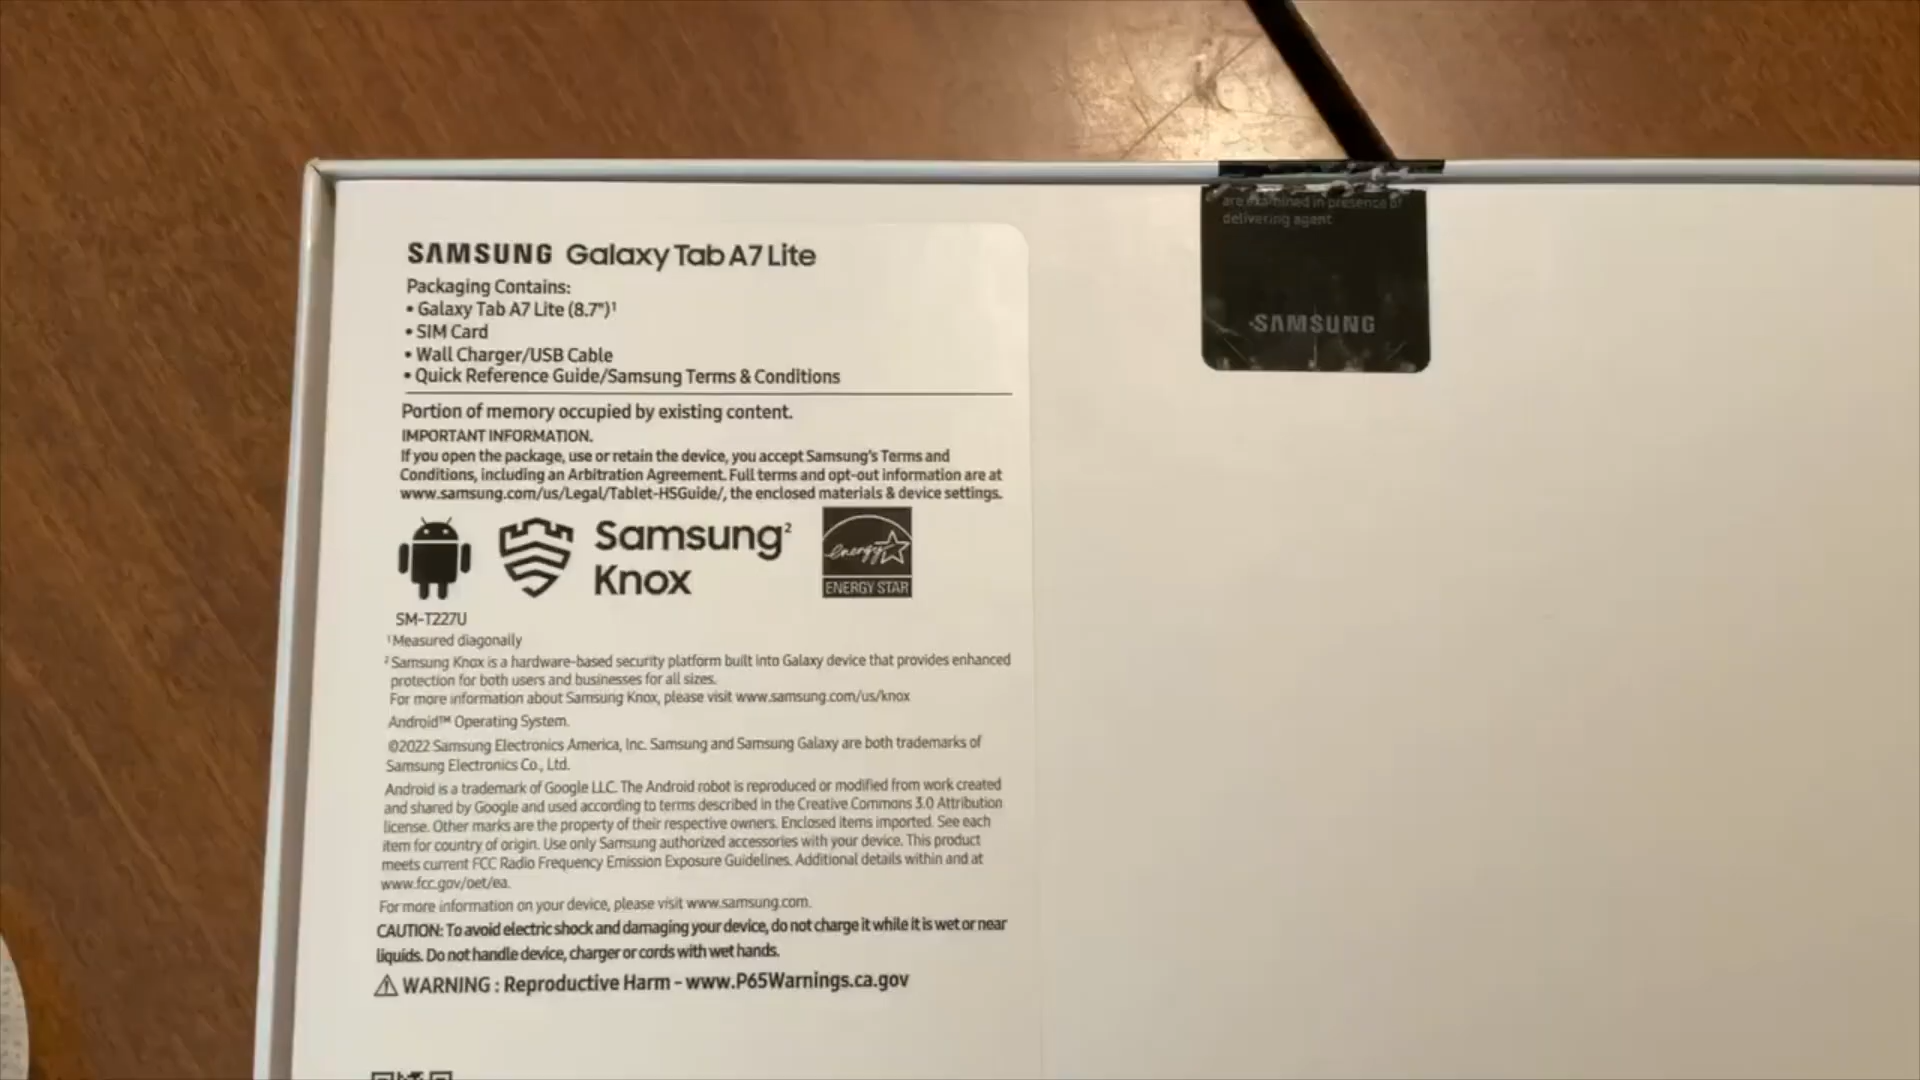 SAMSUNG Galaxy Tab A7 Lite
Packaging Contains:
• Galaxy Tab A7 Lite (8.7")¹
• SIM Card
• Wall Charger/USB Cable
• Quick Reference Guide/Samsung Terms & Conditions
Portion of memory occupied by existing content.
IMPORTANT INFORMATION.
If you open the package, use or retain the device, you accept Samsung's Terms and
Conditions, including an Arbitration Agreement. Full terms and opt-out information are at
www.samsung.com/us/Legal/Tablet-HSGuide/, the enclosed materials & device settings.
Samsung²
Knox
energy
ENERGY STAR
SM-T227U
¹Measured diagonally
²Samsung Knox is a hardware-based security platform built into Galaxy device that provides enhanced
protection for both users and businesses for all sizes.
For more information about Samsung Knox, please visit www.samsung.com/us/knox
Android™ Operating System.
©2022 Samsung Electronics America, Inc. Samsung and Samsung Galaxy are both trademarks of
Samsung Electronics Co., Ltd.
Android is a trademark of Google LLC. The Android robot is reproduced or modified from work created
and shared by Google and used according to terms described in the Creative Commons 3.0 Attribution
license. Other marks are the property of their respective owners. Enclosed items imported. See each
item for country of origin. Use only Samsung authorized accessories with your device. This product
meets current FCC Radio Frequency Emission Exposure Guidelines. Additional details within and at
www.fcc.gov/oet/ea.
For more information on your device, please visit www.samsung.com.
CAUTION: To avoid electric shock and damaging your device, do not charge it while it is wet or near
liquids. Do not handle device, charger or cords with wet hands.
⚠ WARNING : Reproductive Harm - www.P65Warnings.ca.gov
are examined in presence of
delivering agent
SAMSUNG